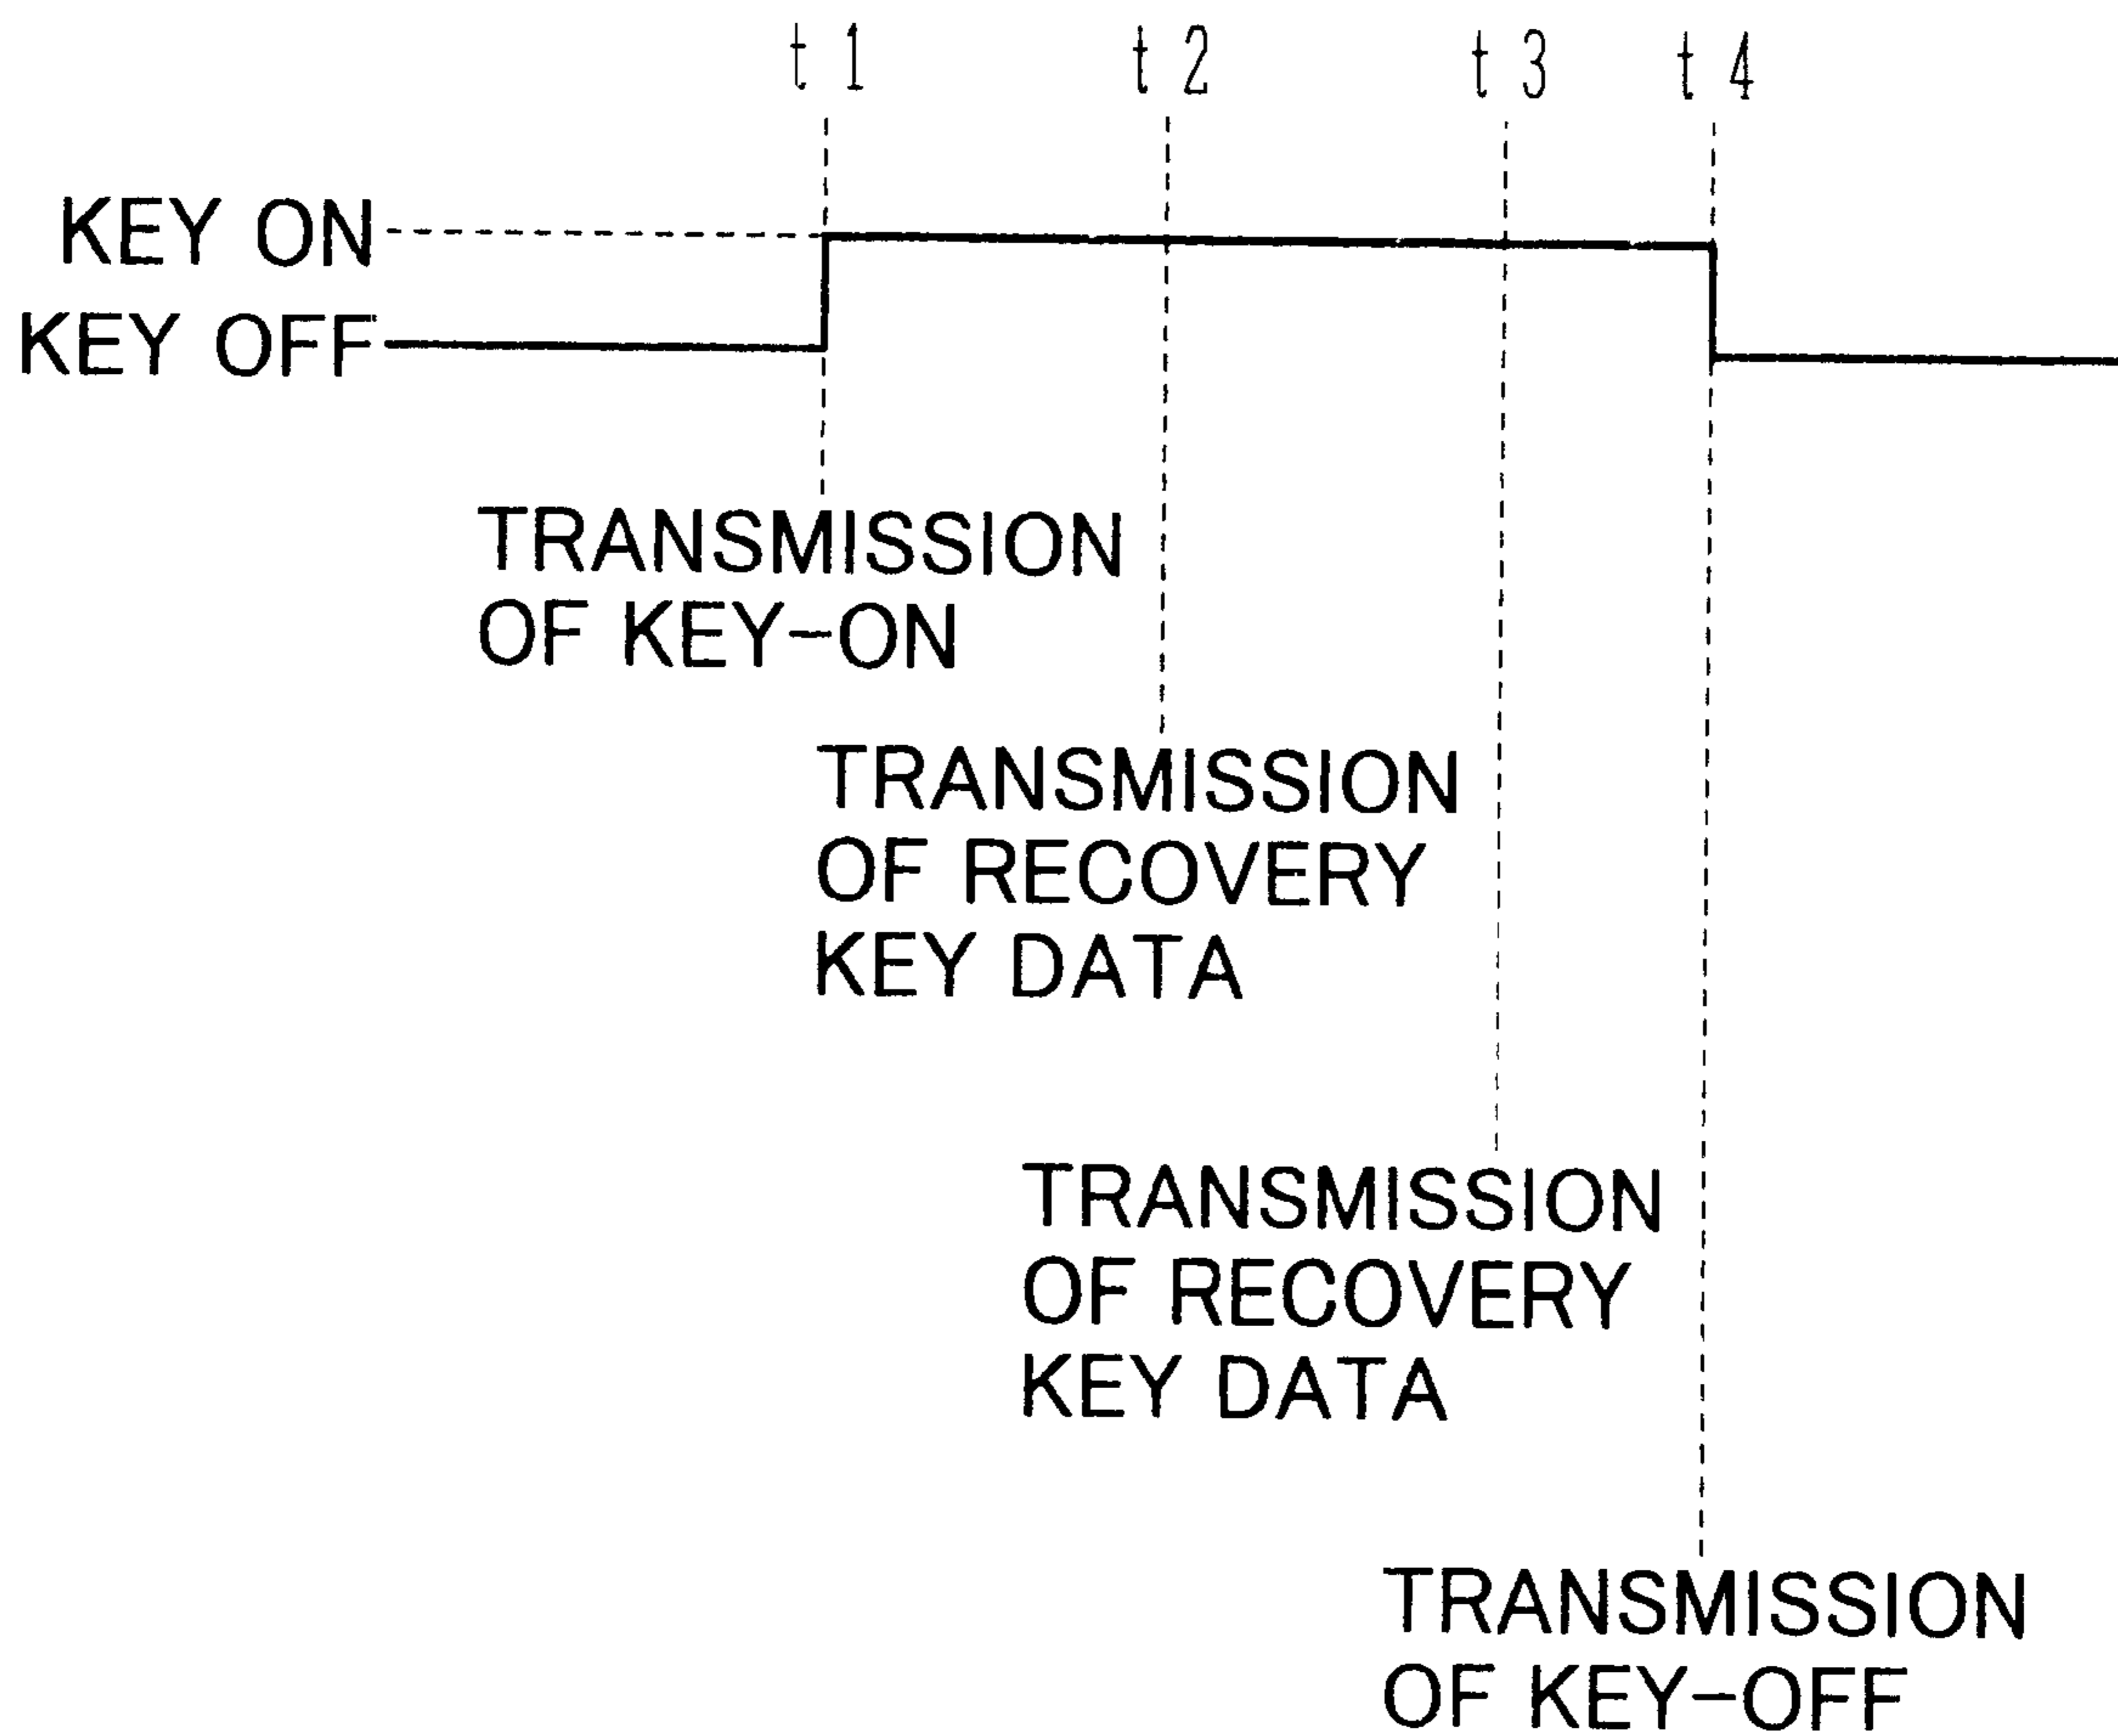 t1 t2 t3 t4
KEY ON
KEY OFF
TRANSMISSION
OF KEY-ON
TRANSMISSION
OF RECOVERY
KEY DATA
TRANSMISSION
OF RECOVERY
KEY DATA
TRANSMISSION
OF KEY-OFF